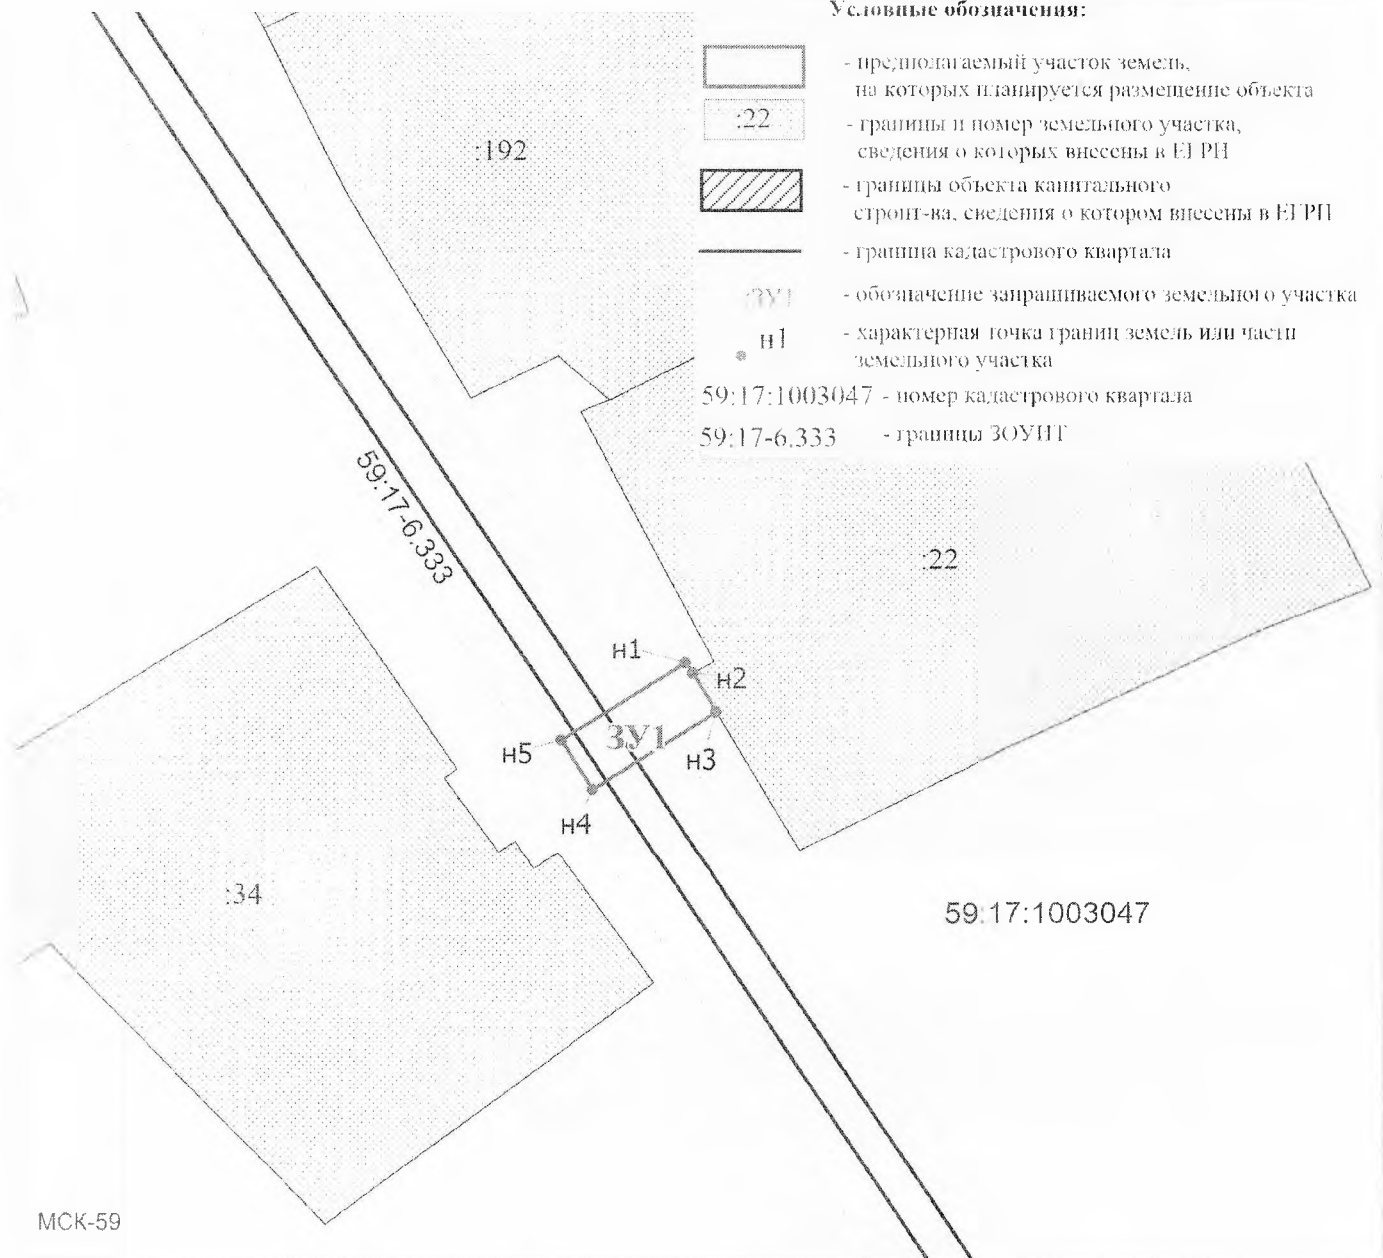 Условные обозначения:
- предполагаемый участок земель,
на которых планируется размещение объекта
:22
- границы и номер земельного участка,
сведения о которых внесены в ЕГРН
- границы объекта капитального
строит-ва, сведения о котором внесены в ЕГРН
- граница кадастрового квартала
:ЗУ1
- обозначение запрашиваемого земельного участка
н1
- характерная точка границ земель или части
земельного участка
59:17:1003047 - номер кадастрового квартала
59:17-6.333 - границы ЗОУИТ
:192
59:17-6.333
:22
н1
н2
ЗУ1
н5
н3
н4
:34
59:17:1003047
МСК-59